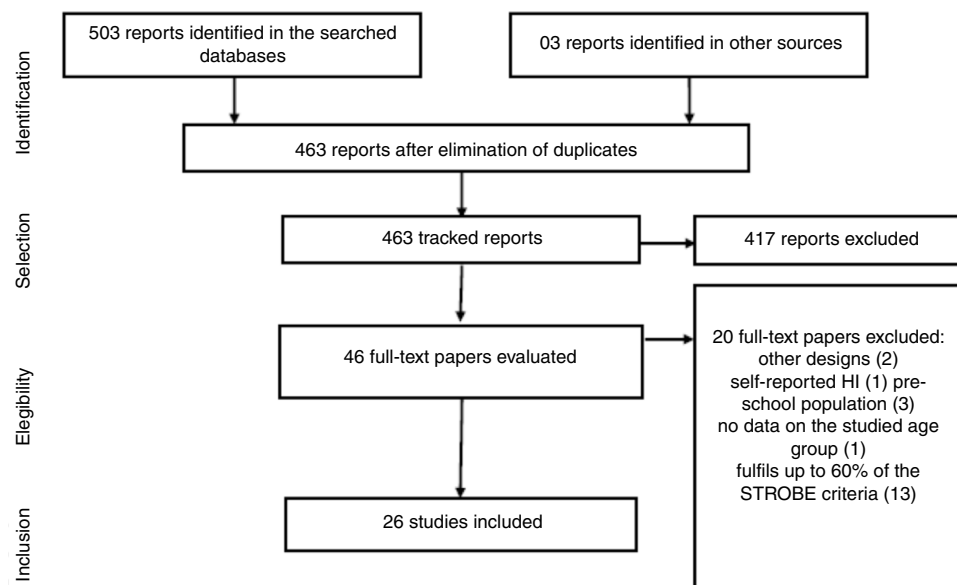 Identification
503 reports identified in the searched
databases
03 reports identified in other sources
463 reports after elimination of duplicates
Selection
463 tracked reports
417 reports excluded
Elegibility
46 full-text papers evaluated
20 full-text papers excluded:
other designs (2)
self-reported HI (1) pre-
school population (3)
no data on the studied age
group (1)
fulfils up to 60% of the
STROBE criteria (13)
Inclusion
26 studies included